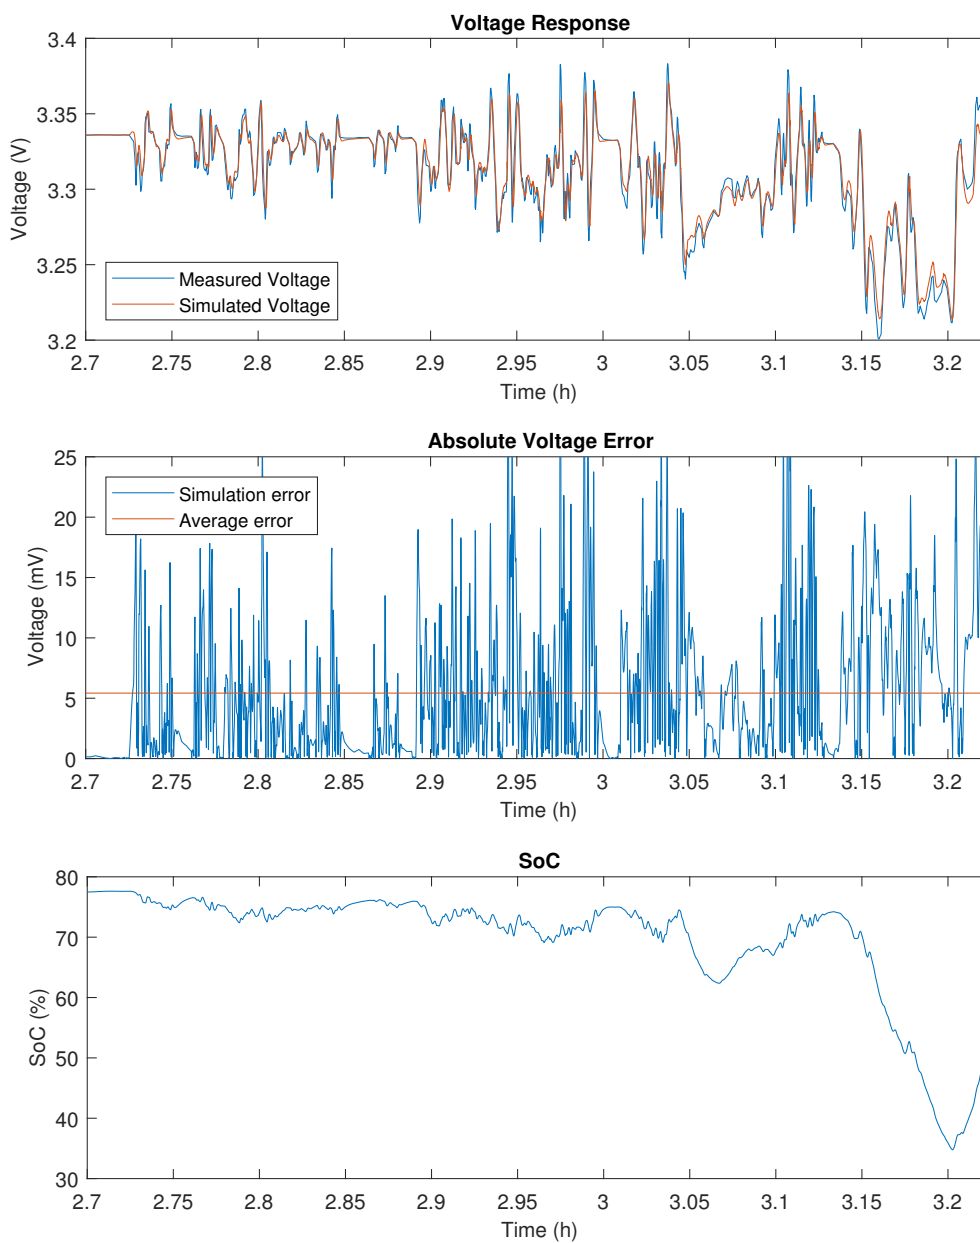 Voltage Response
3.4
3.35
3.3
3.25
3.2
Voltage (V)
Measured Voltage
Simulated Voltage
2.7 2.75 2.8 2.85 2.9 2.95 3 3.05 3.1 3.15 3.2
Time (h)
Absolute Voltage Error
25
20
15
10
5
0
Voltage (mV)
Simulation error
Average error
2.7 2.75 2.8 2.85 2.9 2.95 3 3.05 3.1 3.15 3.2
Time (h)
SoC
80
70
60
50
40
30
SoC (%)
2.7 2.75 2.8 2.85 2.9 2.95 3 3.05 3.1 3.15 3.2
Time (h)